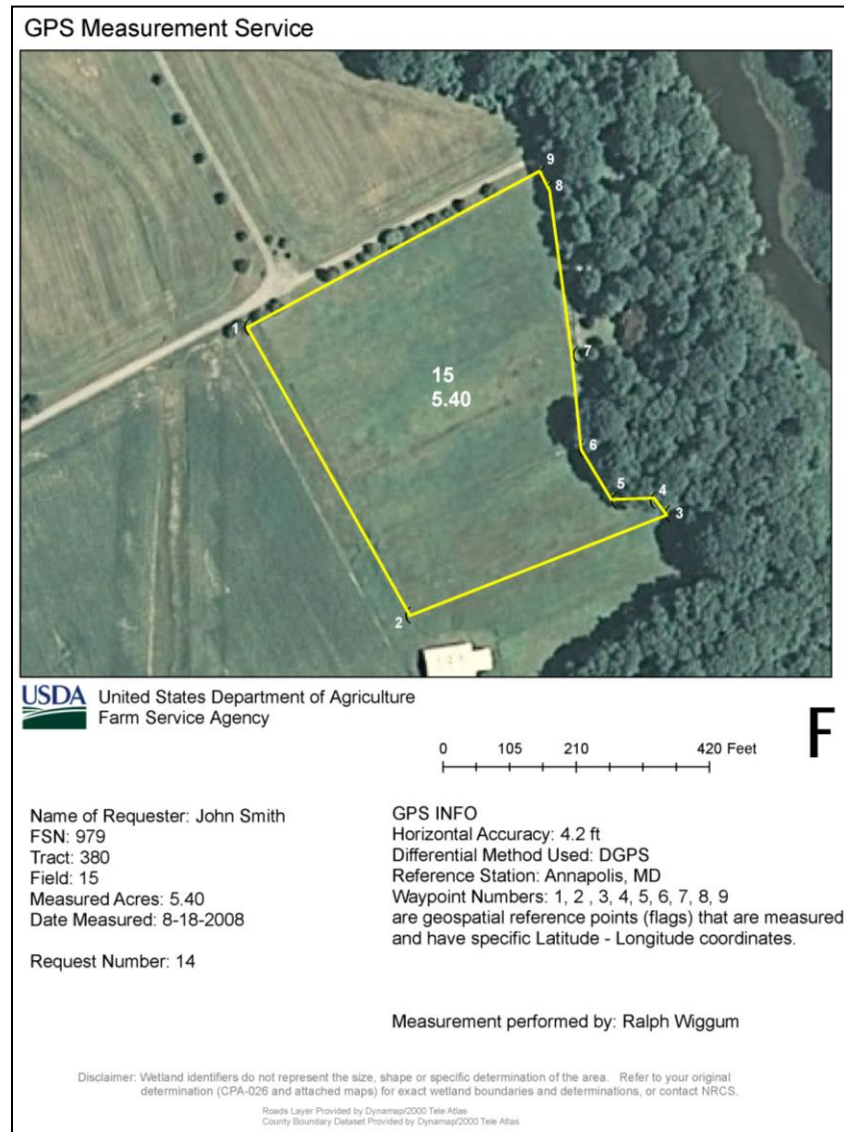 GPS Measurement Service
9
8
1
7
15
5.40
6
5
4
3
2
USDA United States Department of Agriculture
Farm Service Agency
0 105 210 420 Feet
F
Name of Requester: John Smith
FSN: 979
Tract: 380
Field: 15
Measured Acres: 5.40
Date Measured: 8-18-2008
Request Number: 14
GPS INFO
Horizontal Accuracy: 4.2 ft
Differential Method Used: DGPS
Reference Station: Annapolis, MD
Waypoint Numbers: 1, 2 , 3, 4, 5, 6, 7, 8, 9
are geospatial reference points (flags) that are measured
and have specific Latitude - Longitude coordinates.
Measurement performed by: Ralph Wiggum
Disclaimer: Wetland identifiers do not represent the size, shape or specific determination of the area. Refer to your original
determination (CPA-026 and attached maps) for exact wetland boundaries and determinations, or contact NRCS.
Roads Layer Provided by Dynamap/2000 Tele Atlas
County Boundary Dataset Provided by Dynamap/2000 Tele Atlas